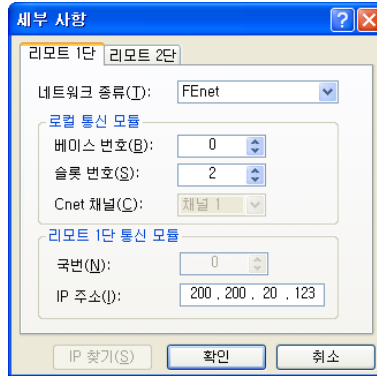 세부 사항
리모트 1단 리모트 2단
네트워크 종류(T): FEnet
로컬 통신 모듈
베이스 번호(B): 0
슬롯 번호(S): 2
Cnet 채널(C): 채널 1
리모트 1단 통신 모듈
국번(N): 0
IP 주소(I): 200 . 200 . 20 . 123
IP 찾기(S) 확인 취소